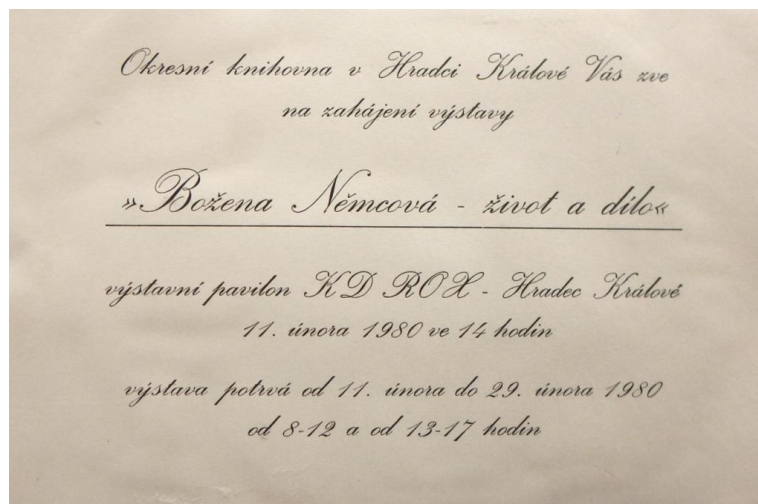 Okresní knihovna v Hradci Králové Vás zve
na zahájení výstavy
»Božena Němcová - život a dílo«
výstavní pavilon KD ROH - Hradec Králové
11. února 1980 ve 14 hodin
výstava potrvá od 11. února do 29. února 1980
od 8-12 a od 13-17 hodin